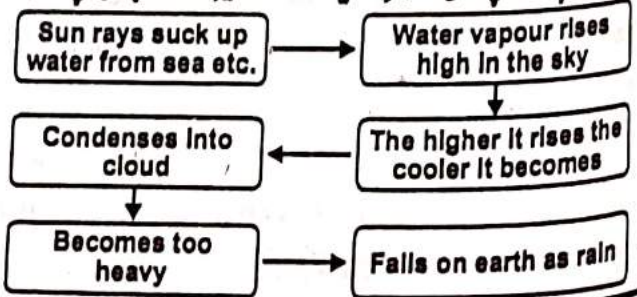 Sun rays suck up
water from sea etc.
Water vapour rises
high in the sky
The higher it rises the
cooler it becomes
Condenses into
cloud
Becomes too
heavy
Falls on earth as rain